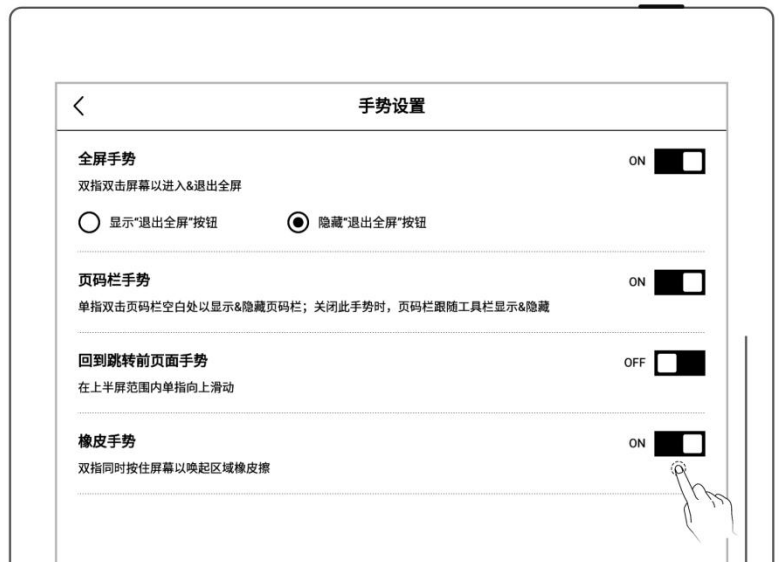 手势设置
全屏手势
ON
双指双击屏幕以进入&退出全屏
显示“退出全屏”按钮 隐藏“退出全屏”按钮
页码栏手势
ON
单指双击页码栏空白处以显示&隐藏页码栏；关闭此手势时，页码栏跟随工具栏显示&隐藏
回到跳转前页面手势
OFF
在上半屏范围内单指向上滑动
橡皮手势
ON
双指同时按住屏幕以唤起区域橡皮擦